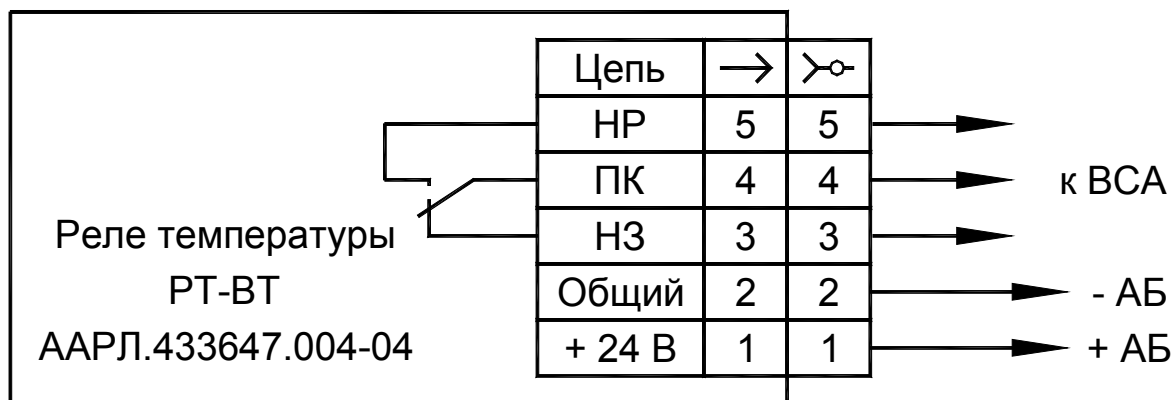 Цепь
НР 5 5
ПК 4 4 к ВСА
Реле температуры НЗ 3 3
РТ-ВТ Общий 2 2 - АБ
ААРЛ.433647.004-04 + 24 В 1 1 + АБ